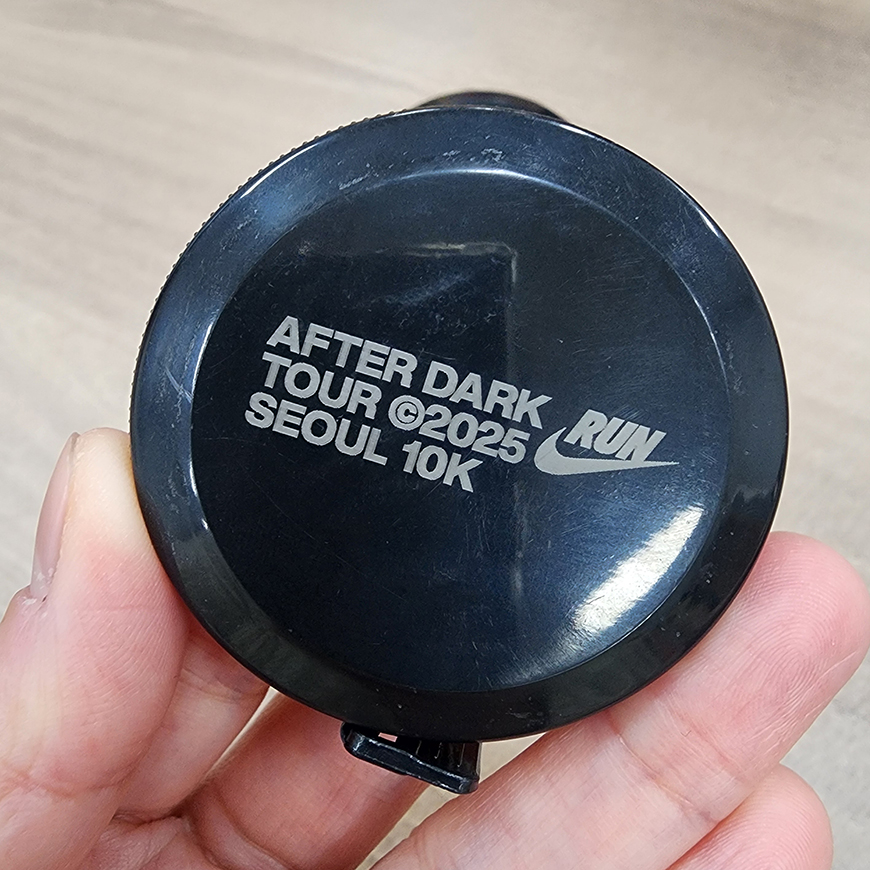 AFTER DARK
TOUR ©2025
SEOUL 10K
RUN